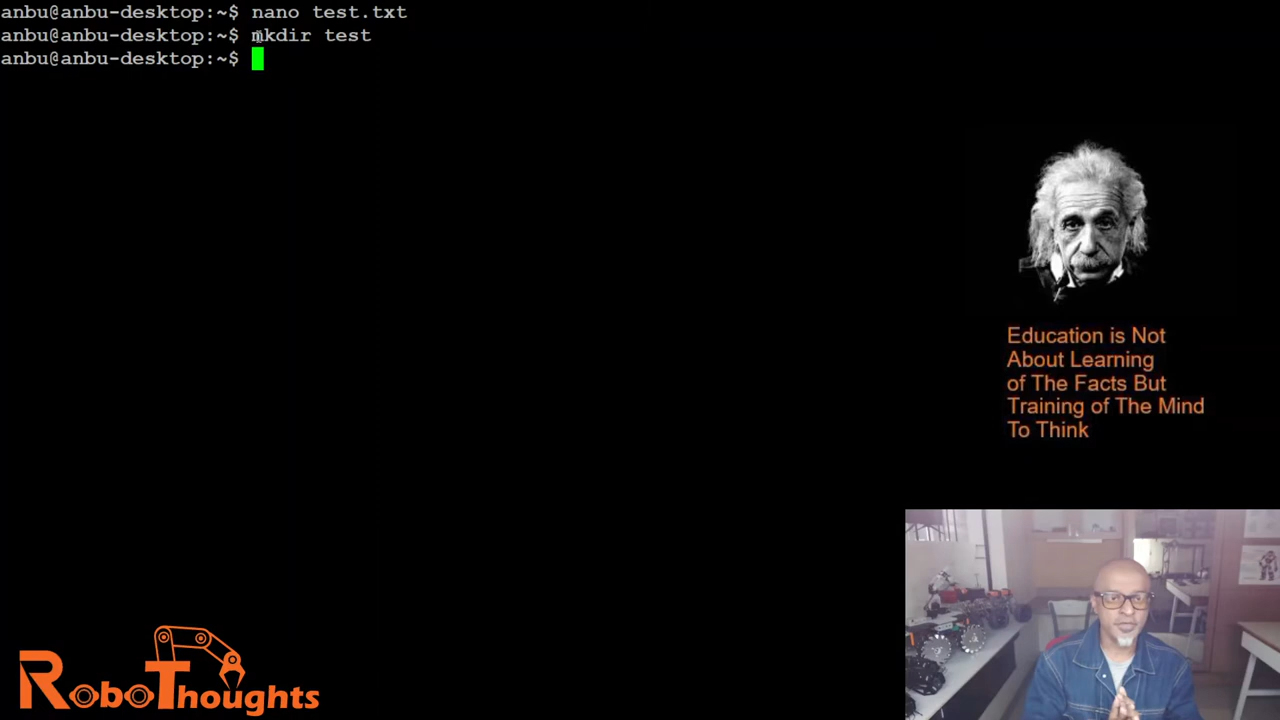 anbu@anbu-desktop:~$ nano test.txt
anbu@anbu-desktop:~$ mkdir test
anbu@anbu-desktop:~$
Education is Not
About Learning
of The Facts But
Training of The Mind
To Think
RoboThoughts